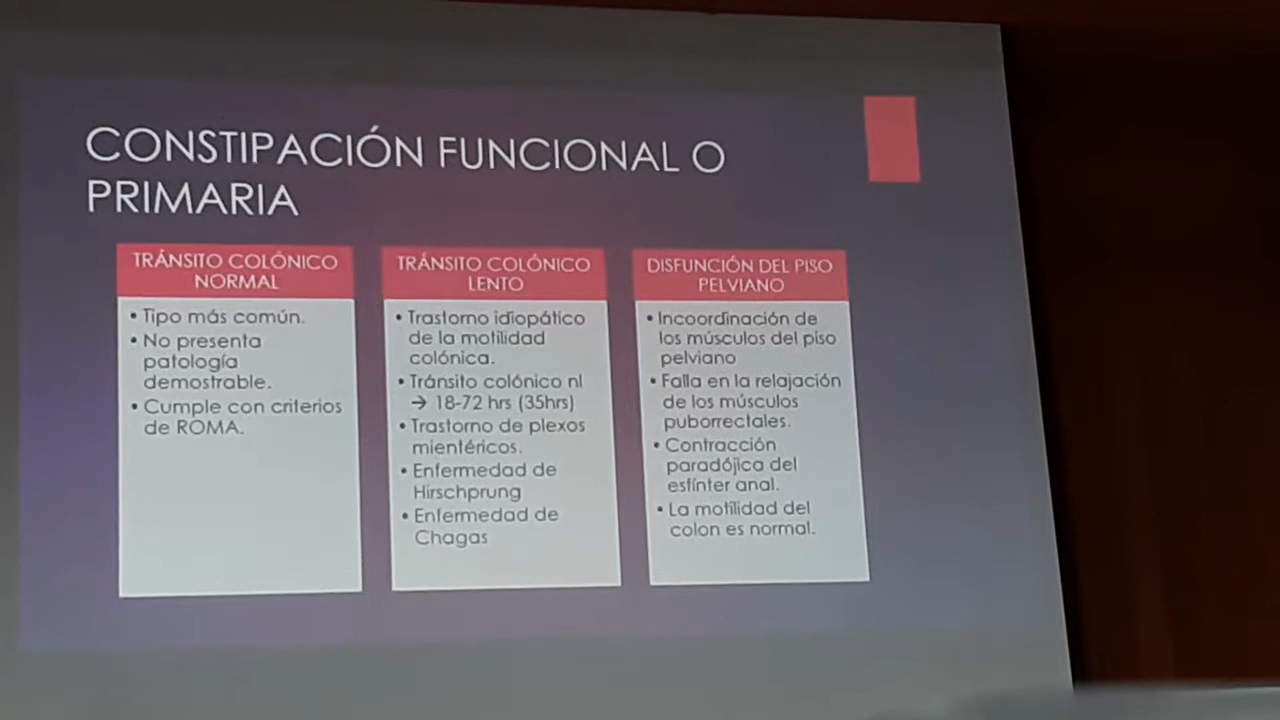 CONSTIPACIÓN FUNCIONAL O
PRIMARIA
TRÁNSITO COLÓNICO
NORMAL
• Tipo más común.
• No presenta
patología
demostrable.
• Cumple con criterios
de ROMA.
TRÁNSITO COLÓNICO
LENTO
• Trastorno idiopático
de la motilidad
colónica.
• Tránsito colónico nl
→ 18-72 hrs (35hrs)
• Trastorno de plexos
mientéricos.
• Enfermedad de
Hirschprung
• Enfermedad de
Chagas
DISFUNCIÓN DEL PISO
PELVIANO
• Incoordinación de
los músculos del piso
pelviano
• Falla en la relajación
de los músculos
puborrectales.
• Contracción
paradójica del
esfínter anal.
• La motilidad del
colon es normal.